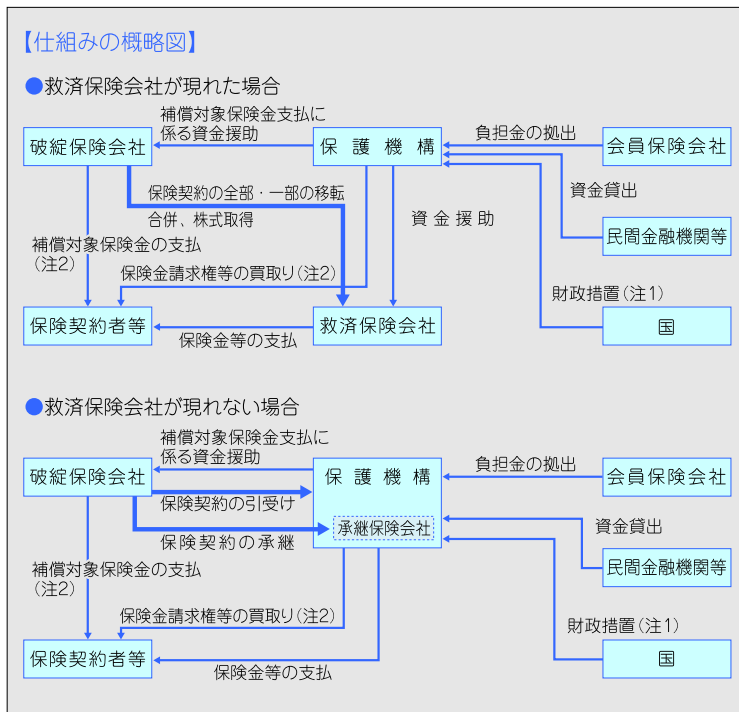 【仕組みの概略図】
●救済保険会社が現れた場合
補償対象保険金支払に
係る資金援助
負担金の拠出
破綻保険会社
保護機構
会員保険会社
保険契約の全部・一部の移転
合併、株式取得
資金援助
資金貸出
民間金融機関等
補償対象保険金の支払
(注2)
保険金請求権等の買取り(注2)
財政措置(注1)
保険契約者等
保険金等の支払
救済保険会社
国
●救済保険会社が現れない場合
補償対象保険金支払に
係る資金援助
負担金の拠出
破綻保険会社
保護機構
会員保険会社
保険契約の引受け
承継保険会社
保険契約の承継
資金貸出
民間金融機関等
補償対象保険金の支払
(注2)
保険金請求権等の買取り(注2)
財政措置(注1)
保険契約者等
保険金等の支払
国